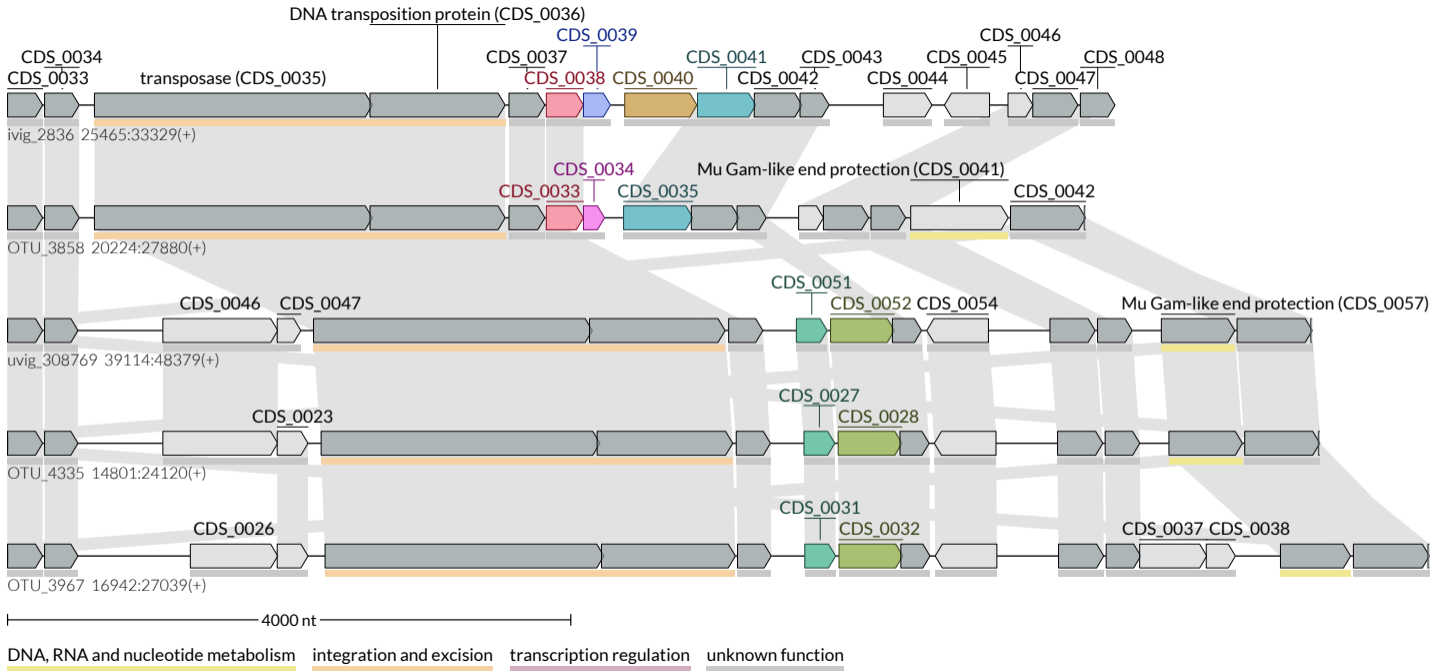 DNA transposition protein (CDS_0036)
CDS_0039 CDS_0046
CDS_0034 CDS_0037 CDS_0041 CDS_0043 CDS_0045 CDS_0048
CDS_0033 transposase (CDS_0035) CDS_0038 CDS_0040 CDS_0042 CDS_0044 CDS_0047
ivig_2836 25465:33329(+)
CDS_0034 Mu Gam-like end protection (CDS_0041)
CDS_0033 CDS_0035 CDS_0042
OTU_3858 20224:27880(+)
CDS_0051
CDS_0046 CDS_0047 CDS_0052 CDS_0054 Mu Gam-like end protection (CDS_0057)
uvig_308769 39114:48379(+)
CDS_0027
CDS_0023 CDS_0028
OTU_4335 14801:24120(+)
CDS_0031
CDS_0026 CDS_0032 CDS_0037 CDS_0038
OTU_3967 16942:27039(+)
4000 nt
DNA, RNA and nucleotide metabolism integration and excision transcription regulation unknown function